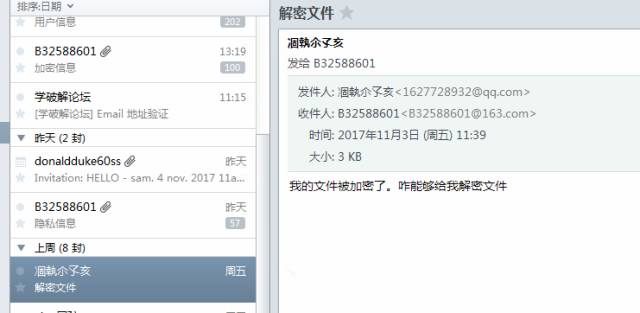 排序:日期
用户信息 202
B32588601 13:19
加密信息 100
学破解论坛 11:15
[学破解论坛] Email 地址验证
昨天 (2 封)
donaldduke60ss 昨天
Invitation: HELLO - sam. 4 nov. 2017 11a...
B32588601 昨天
隐私信息 57
上周 (8 封)
涸執尒孒亥 周五
解密文件
解密文件
涸執尒孒亥
发给 B32588601
发件人: 涸執尒孒亥<1627728932@qq.com>
收件人: B32588601<B32588601@163.com>
时间: 2017年11月3日 (周五) 11:39
大小: 3 KB
我的文件被加密了。咋能够给我解密文件